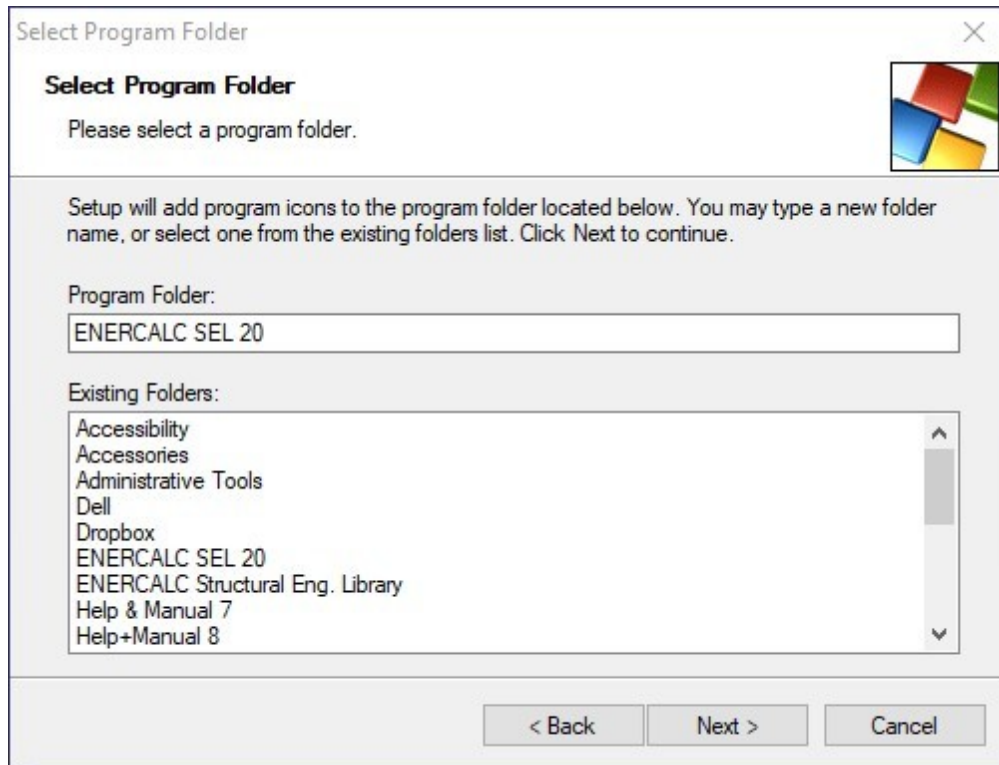 Select Program Folder
Select Program Folder
Please select a program folder.
Setup will add program icons to the program folder located below. You may type a new folder
name, or select one from the existing folders list. Click Next to continue.
Program Folder:
ENERCALC SEL 20
Existing Folders:
Accessibility
Accessories
Administrative Tools
Dell
Dropbox
ENERCALC SEL 20
ENERCALC Structural Eng. Library
Help & Manual 7
Help+Manual 8
< Back Next > Cancel